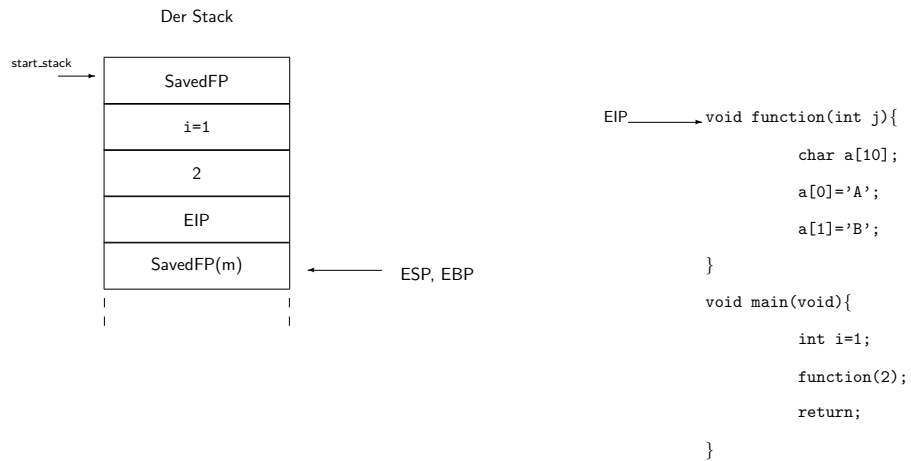 Der Stack
start_stack
SavedFP
i=1
2
EIP
SavedFP(m)
ESP, EBP
EIP
void function(int j){
char a[10];
a[0]='A';
a[1]='B';
}
void main(void){
int i=1;
function(2);
return;
}